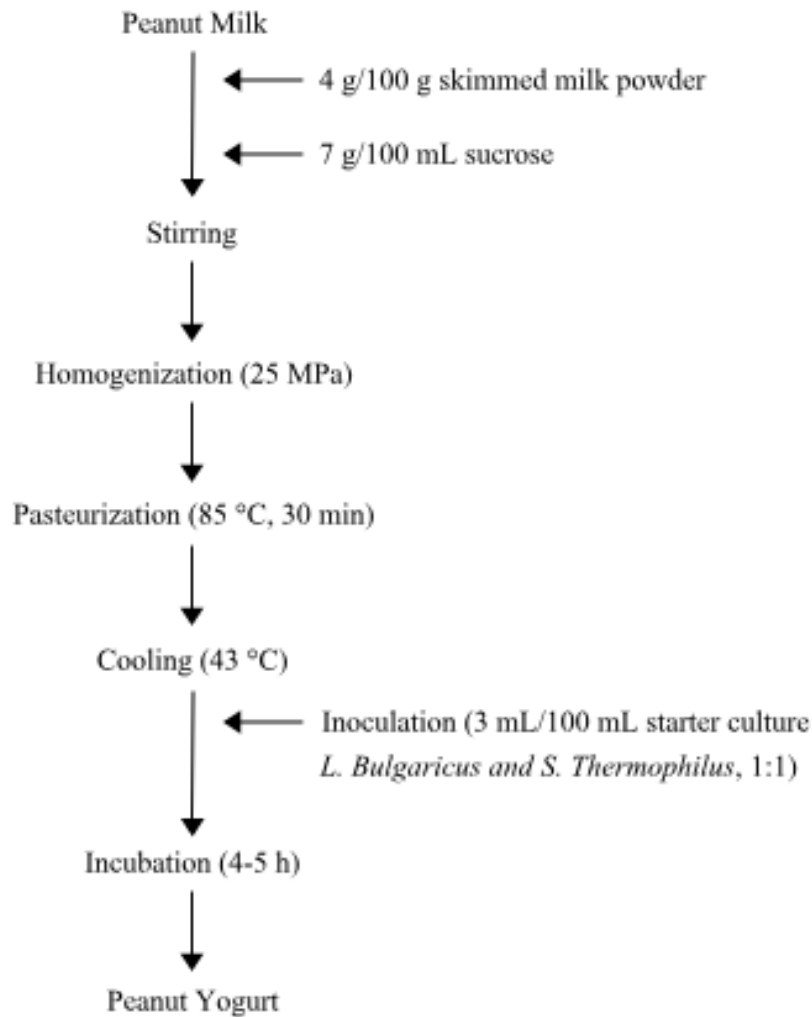 Peanut Milk
4 g/100 g skimmed milk powder
7 g/100 mL sucrose
Stirring
Homogenization (25 MPa)
Pasteurization (85 °C, 30 min)
Cooling (43 °C)
Inoculation (3 mL/100 mL starter culture
L. Bulgaricus and S. Thermophilus, 1:1)
Incubation (4-5 h)
Peanut Yogurt